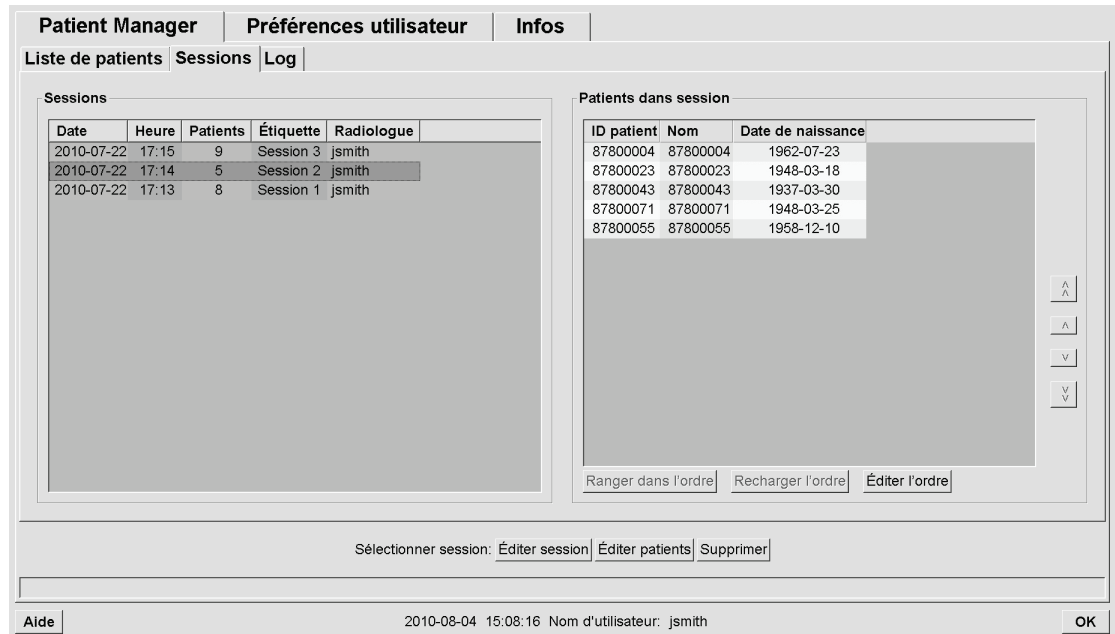 Patient Manager Préférences utilisateur Infos
Liste de patients Sessions Log
Sessions
Date Heure Patients Étiquette Radiologue
2010-07-22 17:15 9 Session 3 jsmith
2010-07-22 17:14 5 Session 2 jsmith
2010-07-22 17:13 8 Session 1 jsmith
Patients dans session
ID patient Nom Date de naissance
87800004 87800004 1962-07-23
87800023 87800023 1948-03-18
87800043 87800043 1937-03-30
87800071 87800071 1948-03-25
87800055 87800055 1958-12-10
Ranger dans l'ordre Recharger l'ordre Éditer l'ordre
Sélectionner session: Éditer session Éditer patients Supprimer
Aide 2010-08-04 15:08:16 Nom d'utilisateur: jsmith OK